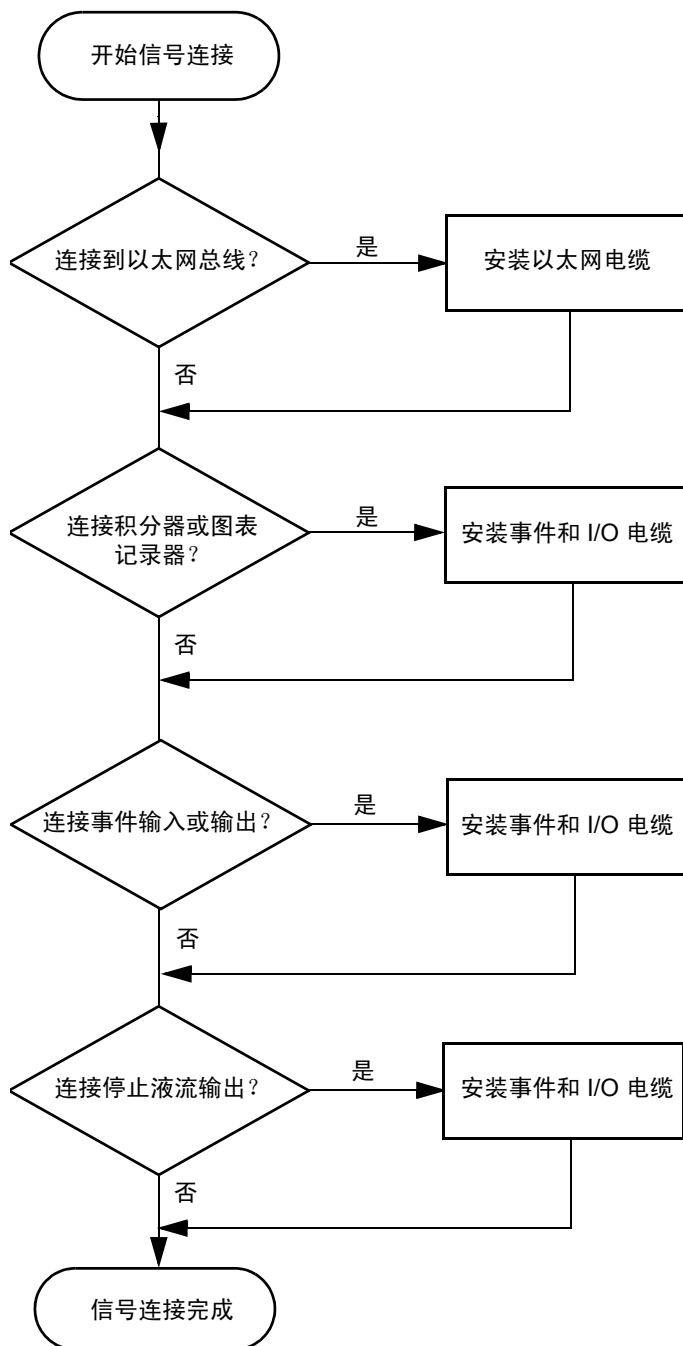 开始信号连接
连接到以太网总线？
是
安装以太网电缆
否
连接积分器或图表
记录器？
是
安装事件和 I/O 电缆
否
连接事件输入或输出？
是
安装事件和 I/O 电缆
否
连接停止液流输出？
是
安装事件和 I/O 电缆
否
信号连接完成